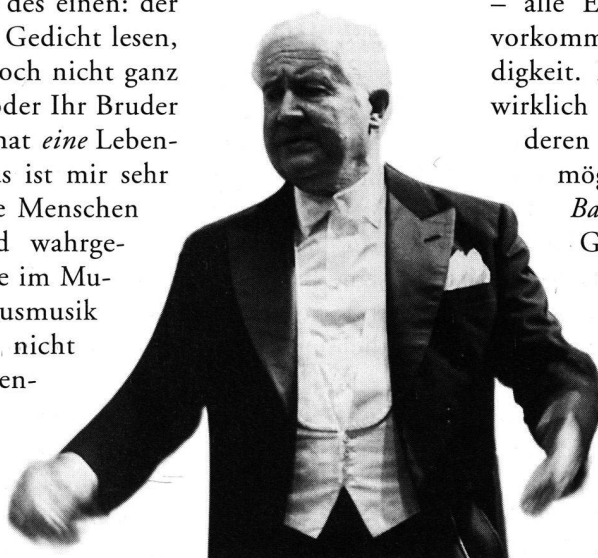 des einen: der
Gedicht lesen,
och nicht ganz
oder Ihr Bruder
hat eine Leben-
s ist mir sehr
e Menschen
d wahrge-
e im Mu-
usmusik
nicht
en-
– alle E
vorkomm
digkeit.
wirklich
deren
mög
Ba
G